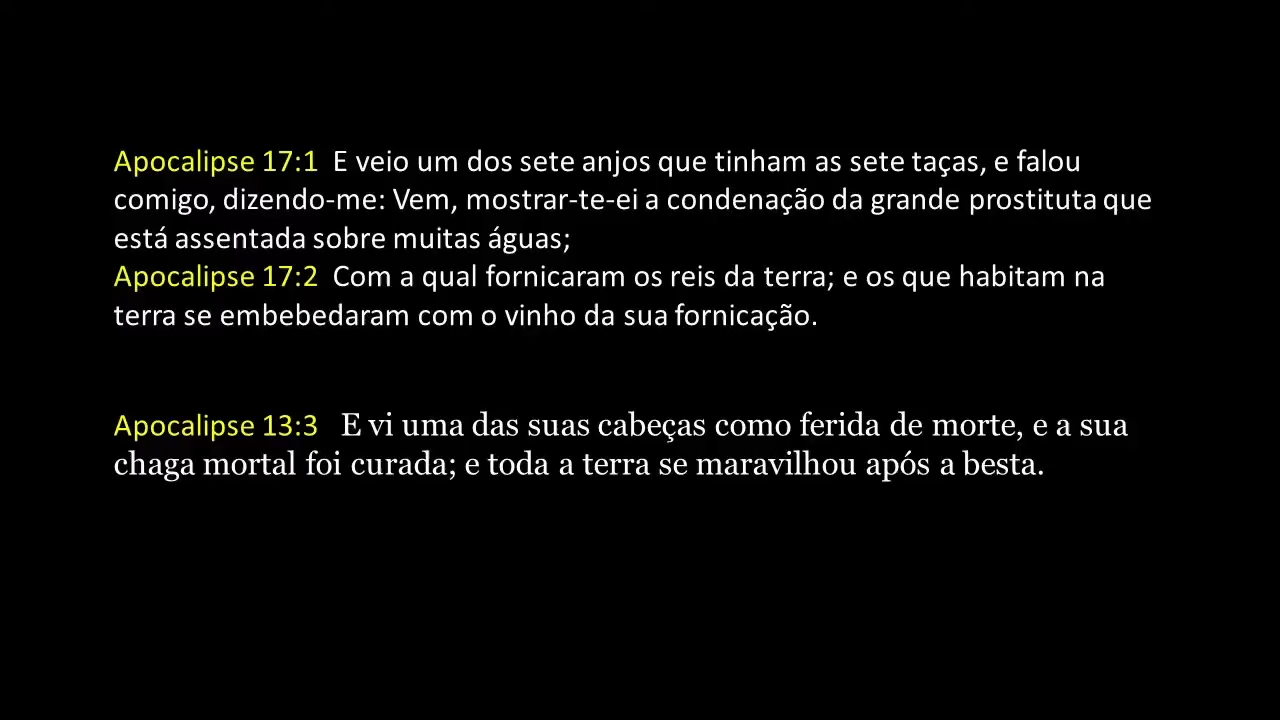 Apocalipse 17:1 E veio um dos sete anjos que tinham as sete taças, e falou
comigo, dizendo-me: Vem, mostrar-te-ei a condenação da grande prostituta que
está assentada sobre muitas águas;
Apocalipse 17:2 Com a qual fornicaram os reis da terra; e os que habitam na
terra se embebedaram com o vinho da sua fornicação.
Apocalipse 13:3 E vi uma das suas cabeças como ferida de morte, e a sua
chaga mortal foi curada; e toda a terra se maravilhou após a besta.